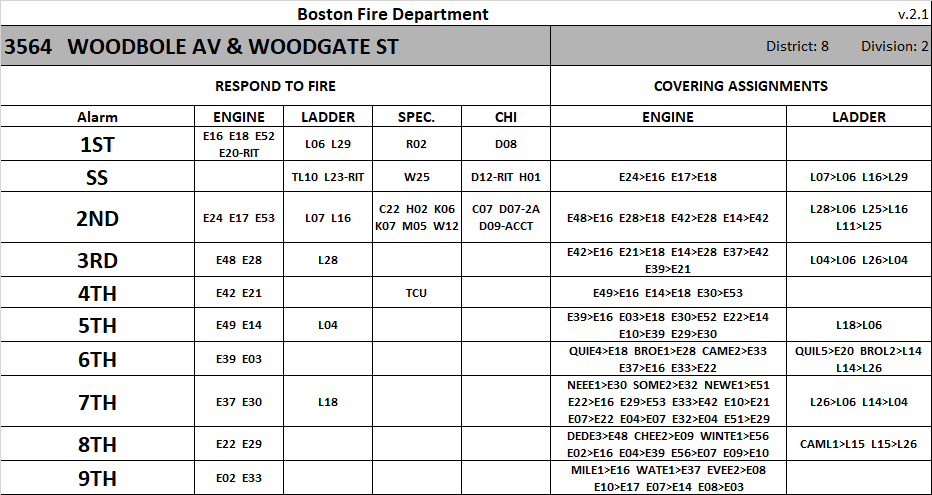 Boston Fire Department v.2.1
3564 WOODBOLE AV & WOODGATE ST District: 8 Division: 2
RESPOND TO FIRE COVERING ASSIGNMENTS
Alarm ENGINE LADDER SPEC. CHI ENGINE LADDER
1ST E16 E18 E52 L06 L29 R02 D08
E20-RIT
SS TL10 L23-RIT W25 D12-RIT H01 E24>E16 E17>E18 L07>L06 L16>L29
2ND E24 E17 E53 L07 L16 C22 H02 K06 C07 D07-2A E48>E16 E28>E18 E42>E28 E14>E42 L28>L06 L25>L16
K07 M05 W12 D09-ACCT L11>L25
3RD E48 E28 L28 E42>E16 E21>E18 E14>E28 E37>E42 L04>L06 L26>L04
E39>E21
4TH E42 E21 TCU E49>E16 E14>E18 E30>E53
5TH E49 E14 L04 E39>E16 E03>E18 E30>E52 E22>E14 L18>L06
E10>E39 E29>E30
6TH E39 E03 QUIE4>E18 BROE1>E28 CAME2>E33 QUIL5>E20 BROL2>L14
E37>E16 E33>E22 L14>L26
7TH E37 E30 L18 NEEE1>E30 SOME2>E32 NEWE1>E51 L26>L06 L14>L04
E22>E16 E29>E53 E33>E42 E10>E21
E07>E22 E04>E07 E32>E04 E51>E29
8TH E22 E29 DEDE3>E48 CHEE2>E09 WINTE1>E56 CAML1>L15 L15>L26
E02>E16 E04>E39 E56>E07 E09>E10
9TH E02 E33 MILE1>E16 WATE1>E37 EVEE2>E08
E10>E17 E07>E14 E08>E03